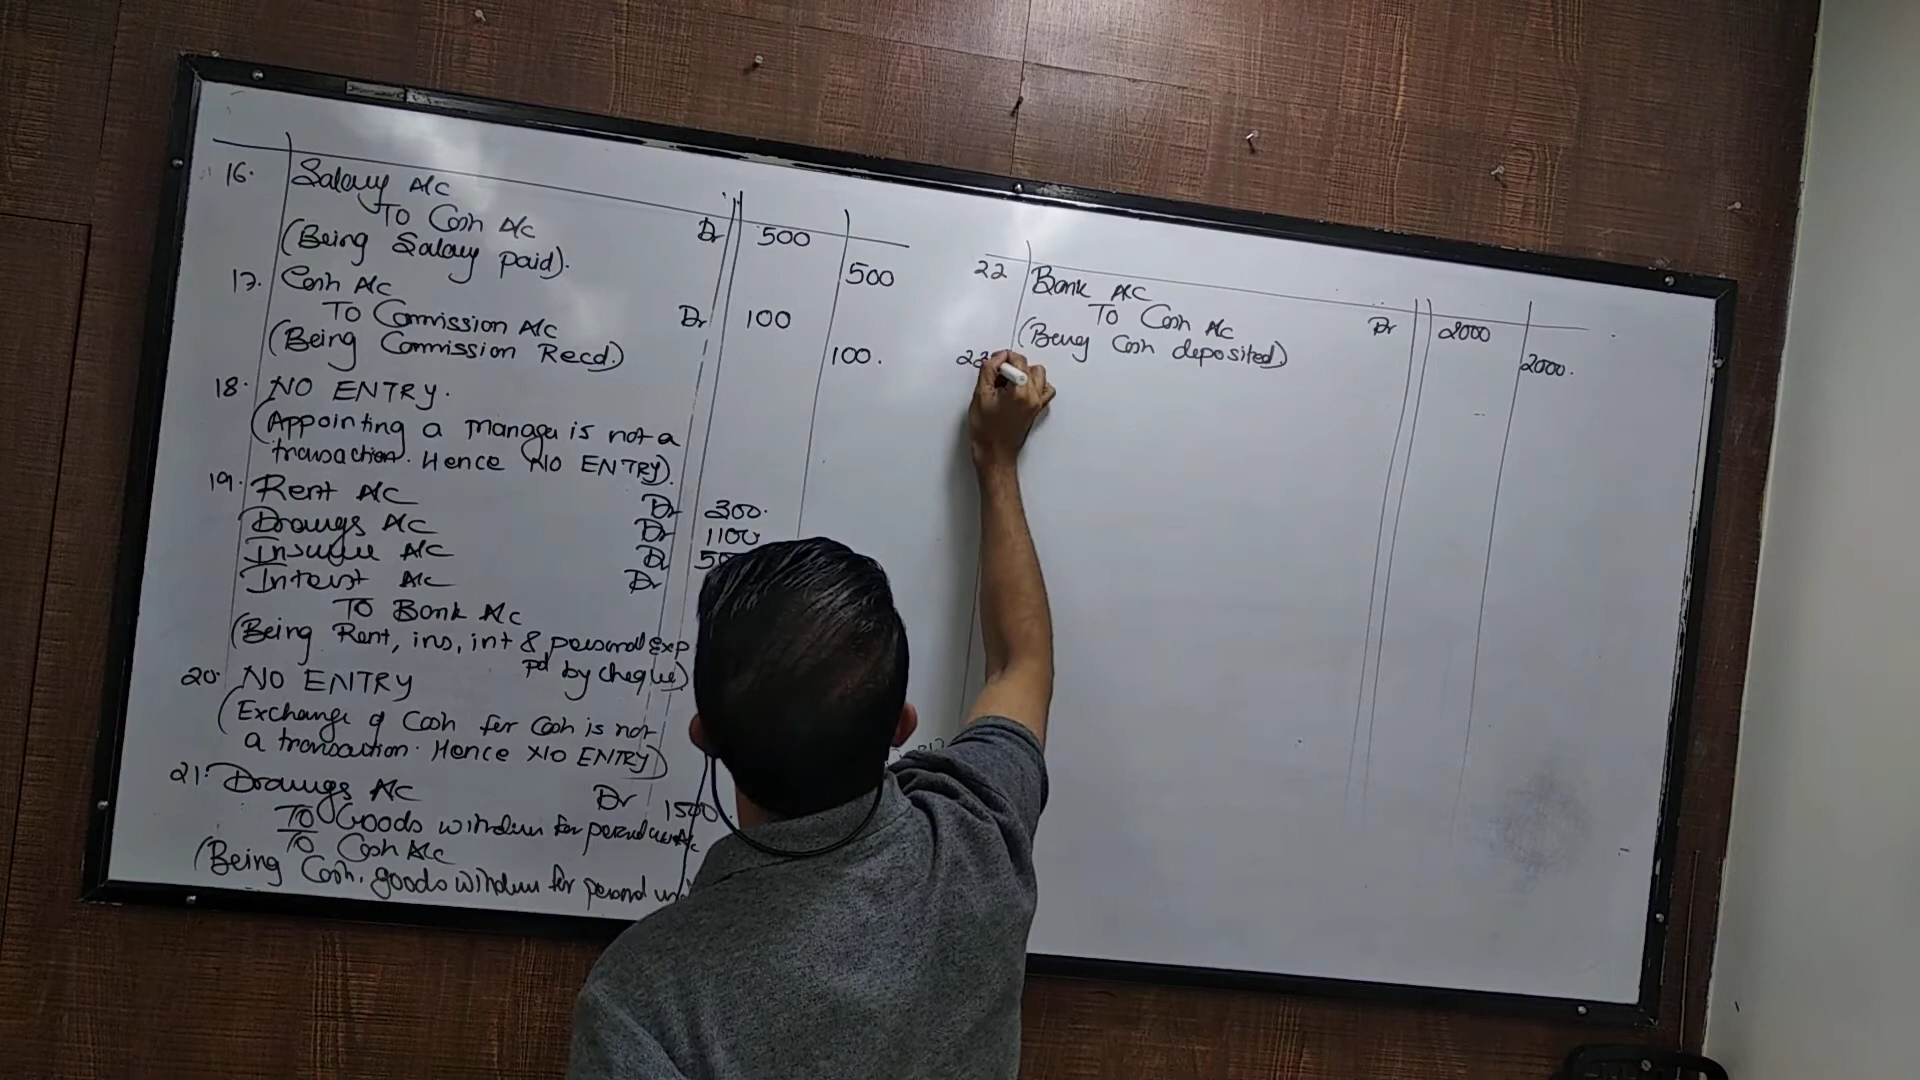 16. Salary A/C Dr 500
To Cash A/c 500
(Being Salary paid).
17. Cash A/c Dr 100
To Commission A/c 100.
(Being Commission Recd.)
18. NO ENTRY.
(Appointing a manager is not a
transaction. Hence NO ENTRY).
19. Rent A/C Dr 300.
Drawings A/C Dr 1100
Insurance A/C Dr
Interest A/C Dr
To Bank A/c
(Being Rent, ins, int & personal Exp
pd by cheque)
20. NO ENTRY
(Exchange of Cash for Cash is not
a transaction. Hence NO ENTRY)
21. Drawings A/C Dr 1500.
To Goods withdrawn for personal use A/c
To Cash A/c
(Being Cash, goods withdrawn for personal
22 Bank A/C Dr 2000
To Cash A/c 2000.
(Being Cash deposited)